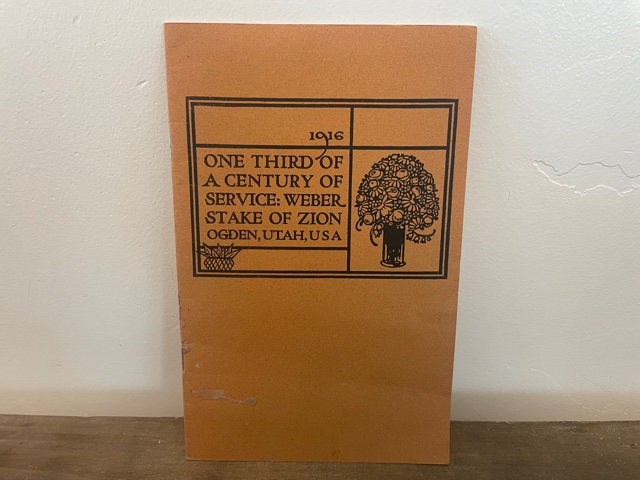 1916
ONE THIRD OF
A CENTURY OF
SERVICE: WEBER
STAKE OF ZION
OGDEN, UTAH, USA